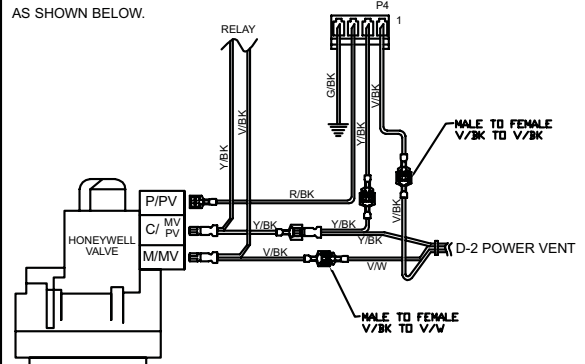 AS SHOWN BELOW.
P4
1
RELAY
G/BK
V/BK
Y/BK
V/BK
Y/BK
MALE TO FEMALE
V/BK TO V/BK
P/PV
R/BK
V/BK
C/ MV
PV
Y/BK
Y/BK
Y/BK
HONEYWELL
VALVE
M/MV
V/BK
V/W
D-2 POWER VENT
MALE TO FEMALE
V/BK TO V/W